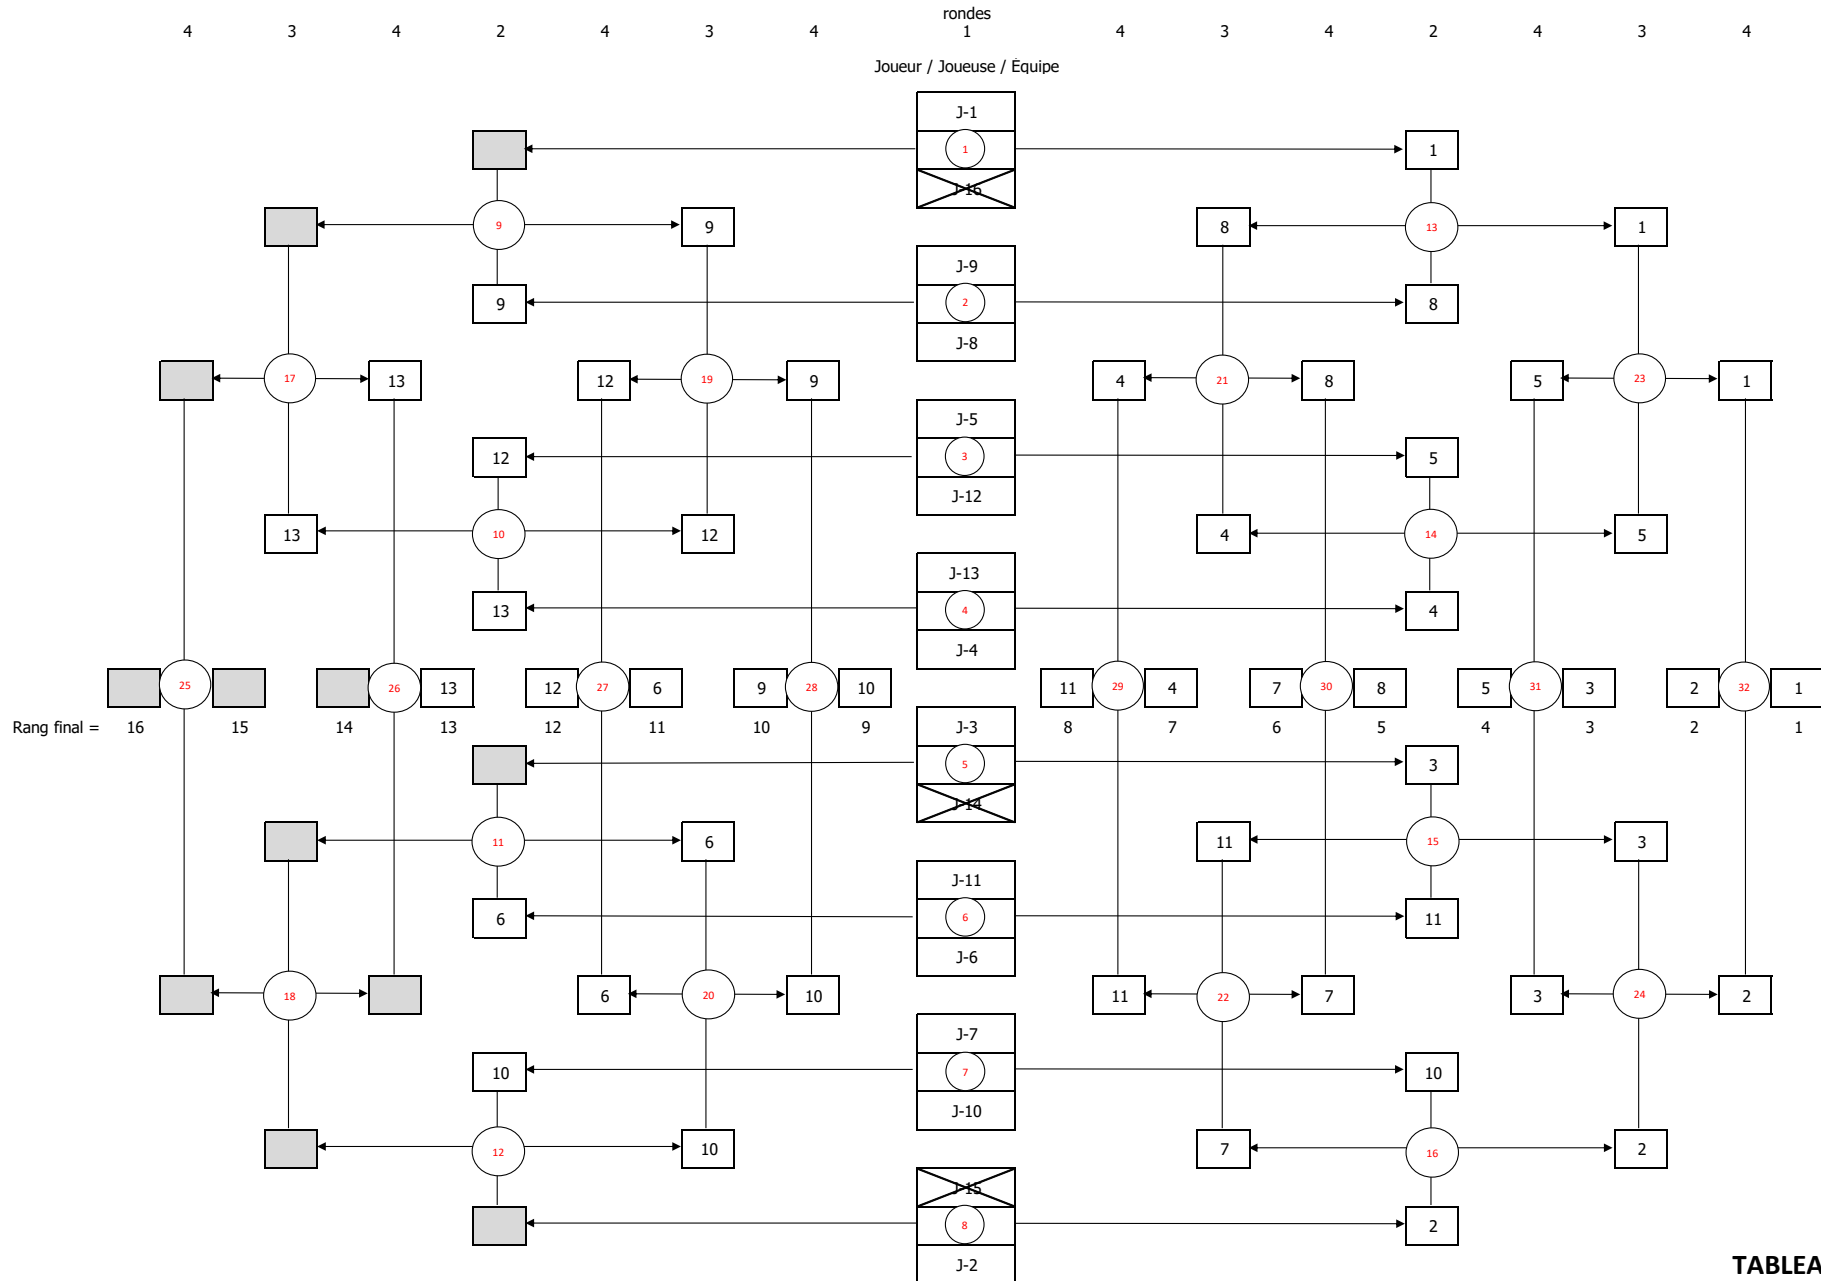 rondes
4 3 4 2 4 3 4 1 4 3 4 2 4 3 4
Joueur / Joueuse / Équipe
J-1
1 1
J-16
9 9 8 13 1
J-9
9 2 8
J-8
17 13 12 19 9 4 21 8 5 23 1
J-5
12 3 5
J-12
13 10 12 4 14 5
J-13
13 4 4
J-4
25 26 13 12 27 6 9 28 10 11 29 4 7 30 8 5 31 3 2 32 1
Rang final = 16 15 14 13 12 11 10 9 8 7 6 5 4 3 2 1
J-3
5 3
J-14
11 6 11 15 3
J-11
6 6 11
J-6
18 6 20 10 11 22 7 3 24 2
J-7
10 7 10
J-10
12 10 7 16 2
J-15
8 2
J-2
TABLEA